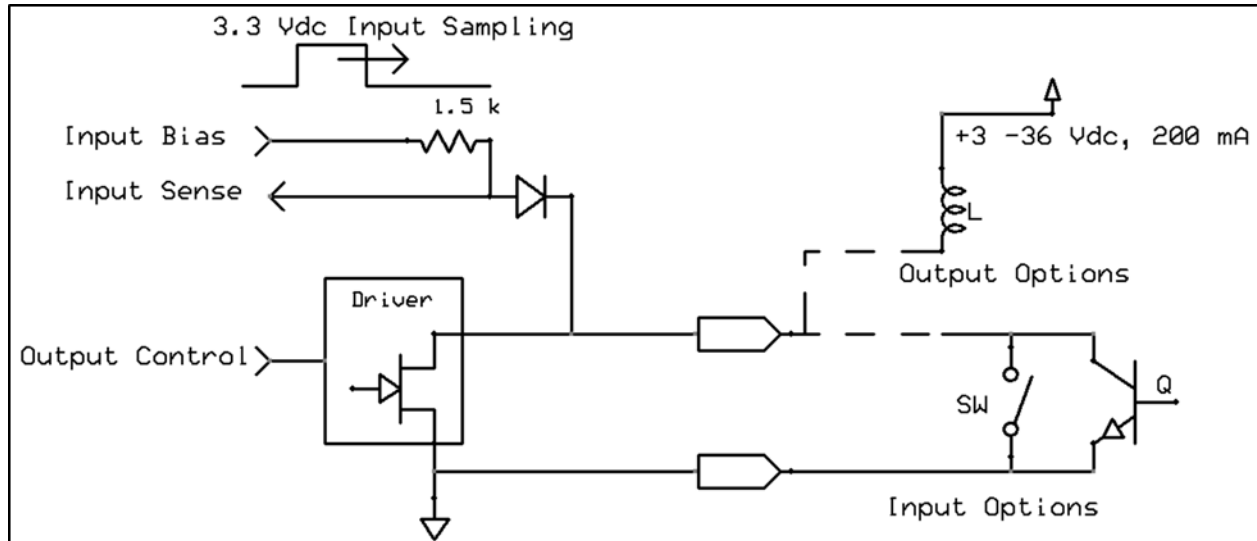 3.3 Vdc Input Sampling
1.5 k
Input Bias
+3 -36 Vdc, 200 mA
Input Sense
L
Output Options
Driver
Output Control
SW
Q
Input Options